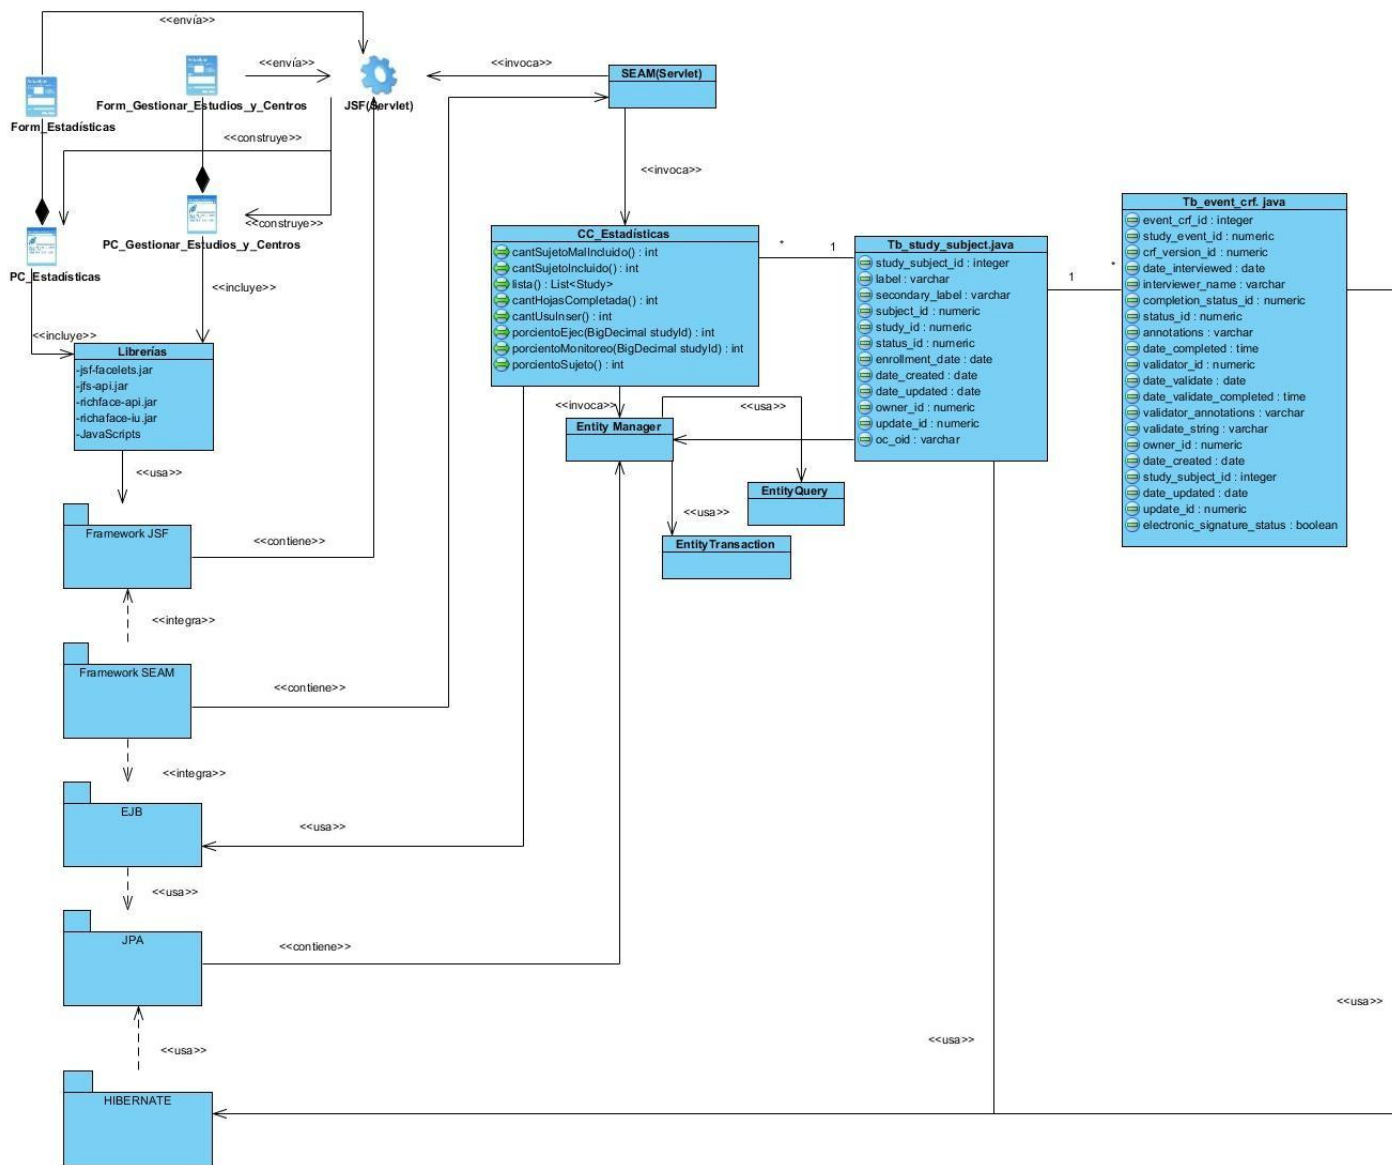 <<envía>>
<<envía>>
<<invoca>>
SEAM(Servlet)
Form_Gestionar_Estudios_y_Centros
JSF(Servlet)
Form_Estadísticas
<<construye>>
<<invoca>>
<<construye>>
PC_Gestionar_Estudios_y_Centros
PC_Estadísticas
<<incluye>>
<<incluye>>
Librerías
-jsf-facelets.jar
-jfs-api.jar
-richface-api.jar
-richaface-iu.jar
-JavaScripts
<<usa>>
Framework JSF
<<contiene>>
<<integra>>
Framework SEAM
<<contiene>>
<<integra>>
EJB
<<usa>>
<<usa>>
JPA
<<contiene>>
<<usa>>
HIBERNATE
CC_Estadísticas
cantSujetoMalIncluido() : int
cantSujetoIncluido() : int
lista() : List<Study>
cantHojasCompletada() : int
cantUsuInser() : int
porcientoEjec(BigDecimal studyId) : int
porcientoMonitoreo(BigDecimal studyId) : int
porcientoSujeto() : int
*
1
<<invoca>>
Entity Manager
<<usa>>
EntityQuery
<<usa>>
EntityTransaction
Tb_study_subject.java
study_subject_id : integer
label : varchar
secondary_label : varchar
subject_id : numeric
study_id : numeric
status_id : numeric
enrollment_date : date
date_created : date
date_updated : date
owner_id : numeric
update_id : numeric
oc_oid : varchar
1
*
Tb_event_crf. java
event_crf_id : integer
study_event_id : numeric
crf_version_id : numeric
date_interviewed : date
interviewer_name : varchar
completion_status_id : numeric
status_id : numeric
annotations : varchar
date_completed : time
validator_id : numeric
date_validate : date
date_validate_completed : time
validator_annotations : varchar
validate_string : varchar
owner_id : numeric
date_created : date
study_subject_id : integer
date_updated : date
update_id : numeric
electronic_signature_status : boolean
<<usa>>
<<usa>>